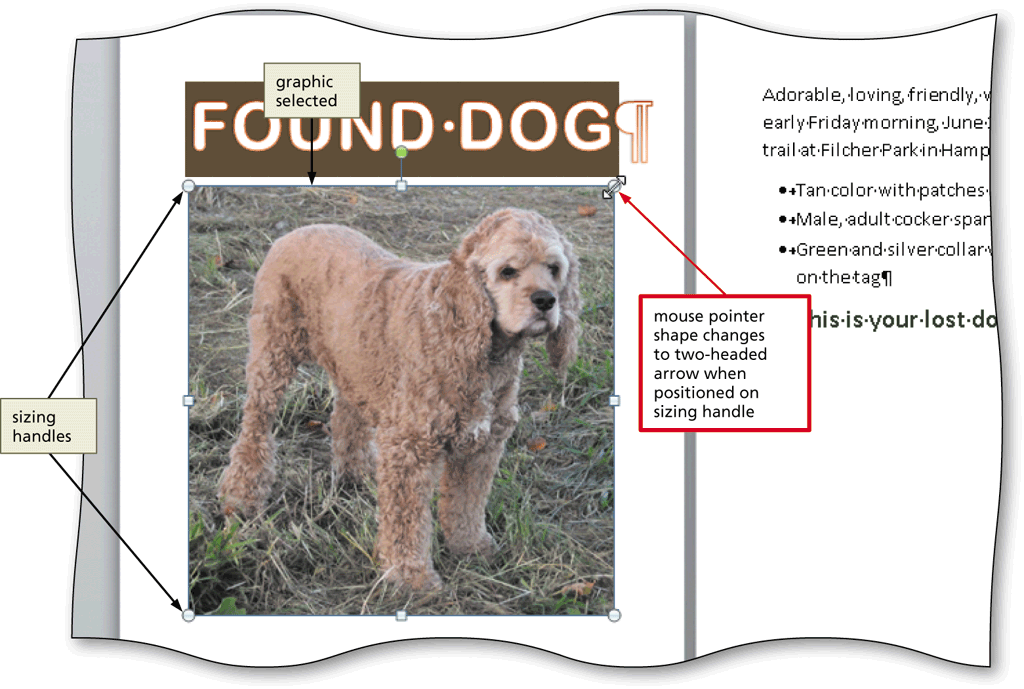 graphic
selected
FOUND·DOG¶
sizing
handles
mouse pointer
shape changes
to two-headed
arrow when
positioned on
sizing handle
Adorable,·loving,·friendly,·
early·Friday·morning,·June·
trail·at·Filcher·Park·in·Hamp
Tan·color·with·patches·
Male,·adult·cocker·span
Green·and·silver·collar·
on·the·tag¶
his·is·your·lost·do